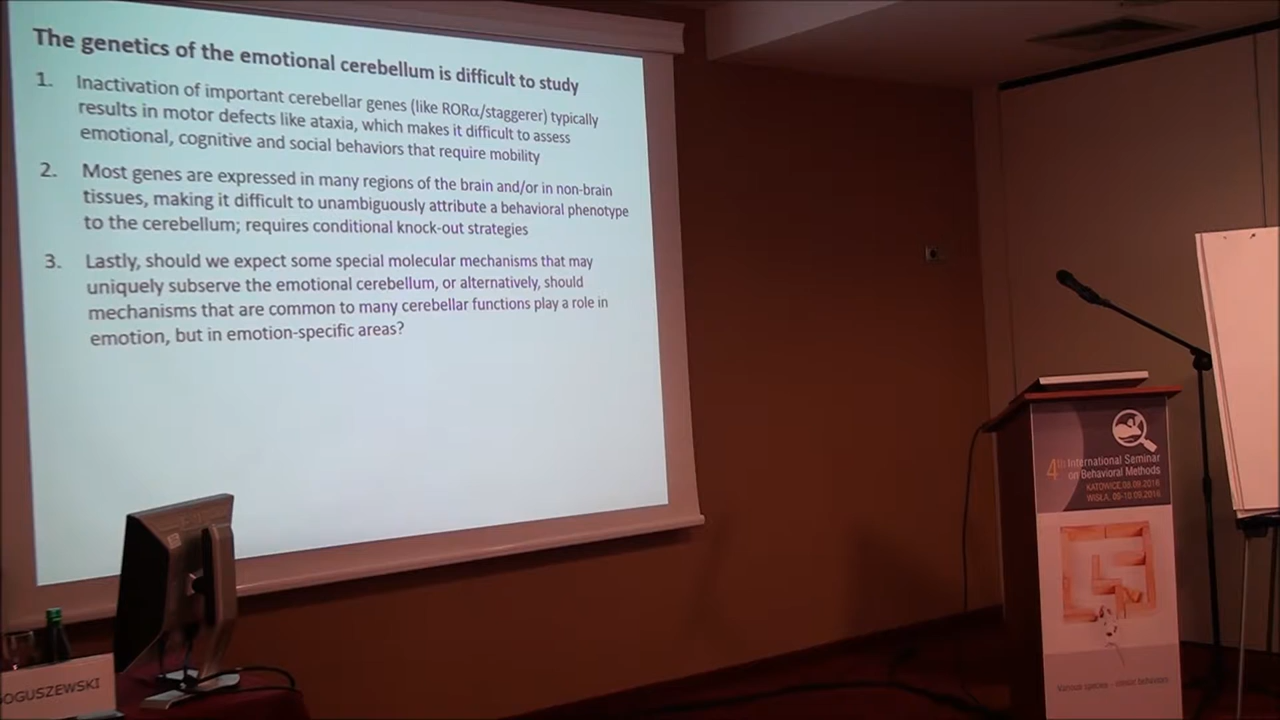 The genetics of the emotional cerebellum is difficult to study
1. Inactivation of important cerebellar genes (like RORα/staggerer) typically
results in motor defects like ataxia, which makes it difficult to assess
emotional, cognitive and social behaviors that require mobility
2. Most genes are expressed in many regions of the brain and/or in non-brain
tissues, making it difficult to unambiguously attribute a behavioral phenotype
to the cerebellum; requires conditional knock-out strategies
3. Lastly, should we expect some special molecular mechanisms that may
uniquely subserve the emotional cerebellum, or alternatively, should
mechanisms that are common to many cerebellar functions play a role in
emotion, but in emotion-specific areas?
4th International Seminar
on Behavioral Methods
KATOWICE 08.09.2016
WISŁA, 09-10.09.2016
Various species - similar behaviors
OGUSZEWSKI